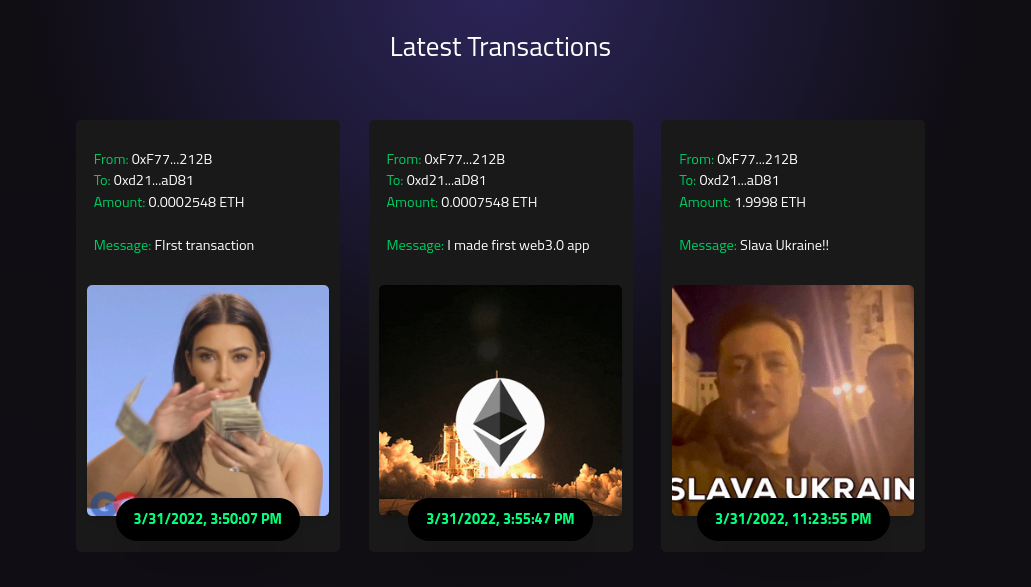 Latest Transactions
From: 0xF77...212B
To: 0xd21...aD81
Amount: 0.0002548 ETH
Message: FIrst transaction
3/31/2022, 3:50:07 PM
From: 0xF77...212B
To: 0xd21...aD81
Amount: 0.0007548 ETH
Message: I made first web3.0 app
3/31/2022, 3:55:47 PM
From: 0xF77...212B
To: 0xd21...aD81
Amount: 1.9998 ETH
Message: Slava Ukraine!!
SLAVA UKRAIN
3/31/2022, 11:23:55 PM